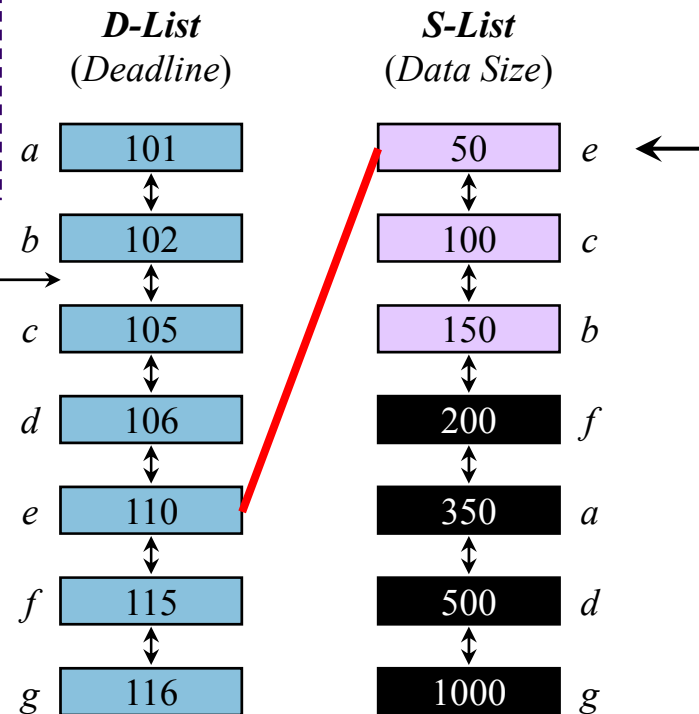 D-List S-List
(Deadline) (Data Size)
a 101 50 e
b 102 100 c
c 105 150 b
d 106 200 f
e 110 350 a
f 115 500 d
g 116 1000 g